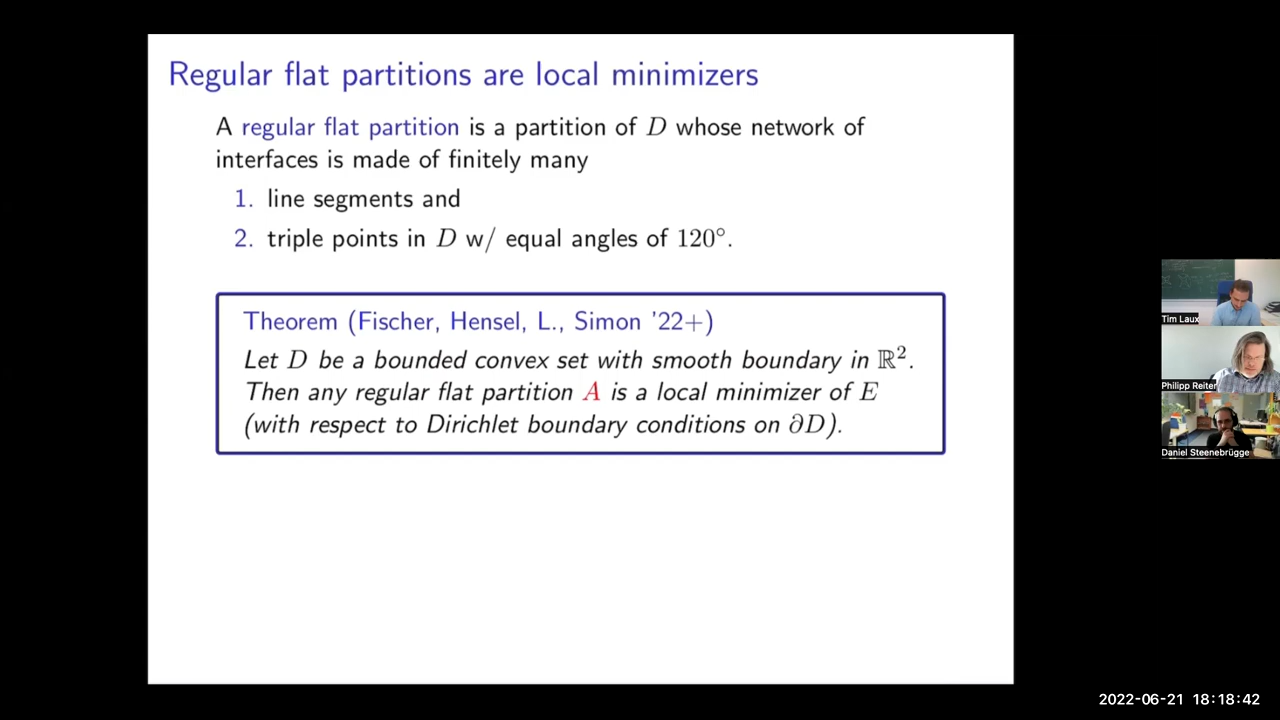 Regular flat partitions are local minimizers
A regular flat partition is a partition of D whose network of
interfaces is made of finitely many
1. line segments and
2. triple points in D w/ equal angles of 120°.
Theorem (Fischer, Hensel, L., Simon '22+)
Let D be a bounded convex set with smooth boundary in ℝ².
Then any regular flat partition A is a local minimizer of E
(with respect to Dirichlet boundary conditions on ∂D).
Tim Laux
Philipp Reiter
Daniel Steenebrügge
2022-06-21 18:18:42